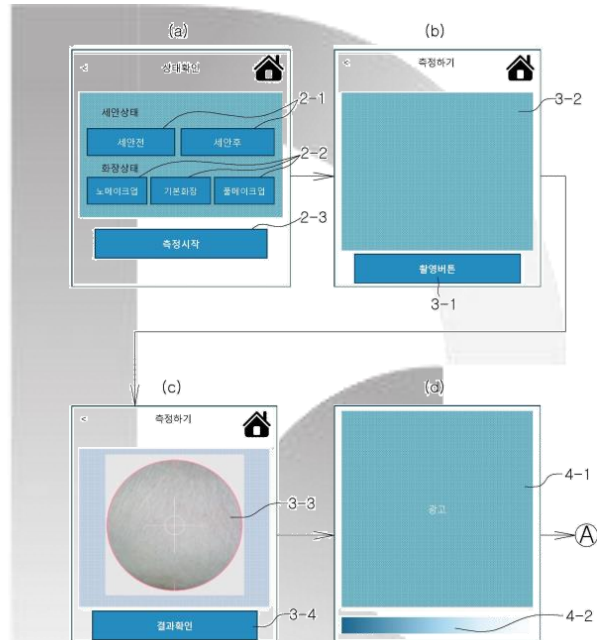 (a)
< 상태확인
세안상태
2-1
세안전 세안후
화장상태
2-2
노메이크업 기본화장 풀메이크업
2-3
측정시작
(b)
< 측정하기
3-2
촬영버튼
3-1
(c)
< 측정하기
3-3
3-4
결과확인
(d)
4-1
광고
A
4-2